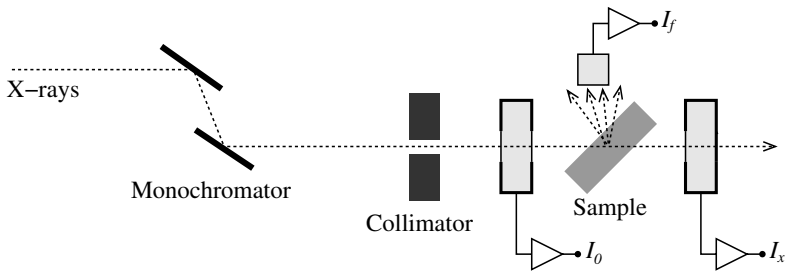 I_f
X−rays
Monochromator
Collimator
Sample
I_0
I_x